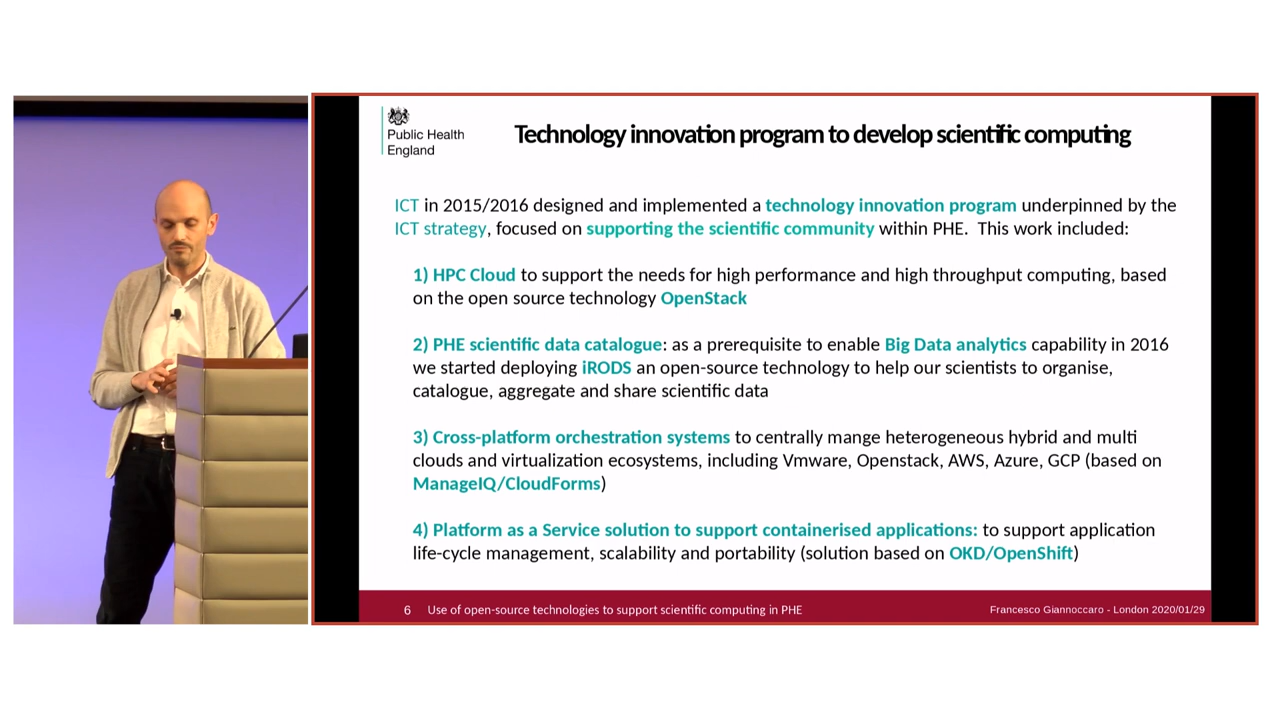 Public Health
England
Technology innovation program to develop scientific computing
ICT in 2015/2016 designed and implemented a technology innovation program underpinned by the
ICT strategy, focused on supporting the scientific community within PHE. This work included:
1) HPC Cloud to support the needs for high performance and high throughput computing, based
on the open source technology OpenStack
2) PHE scientific data catalogue: as a prerequisite to enable Big Data analytics capability in 2016
we started deploying iRODS an open-source technology to help our scientists to organise,
catalogue, aggregate and share scientific data
3) Cross-platform orchestration systems to centrally mange heterogeneous hybrid and multi
clouds and virtualization ecosystems, including Vmware, Openstack, AWS, Azure, GCP (based on
ManageIQ/CloudForms)
4) Platform as a Service solution to support containerised applications: to support application
life-cycle management, scalability and portability (solution based on OKD/OpenShift)
6 Use of open-source technologies to support scientific computing in PHE
Francesco Giannoccaro - London 2020/01/29